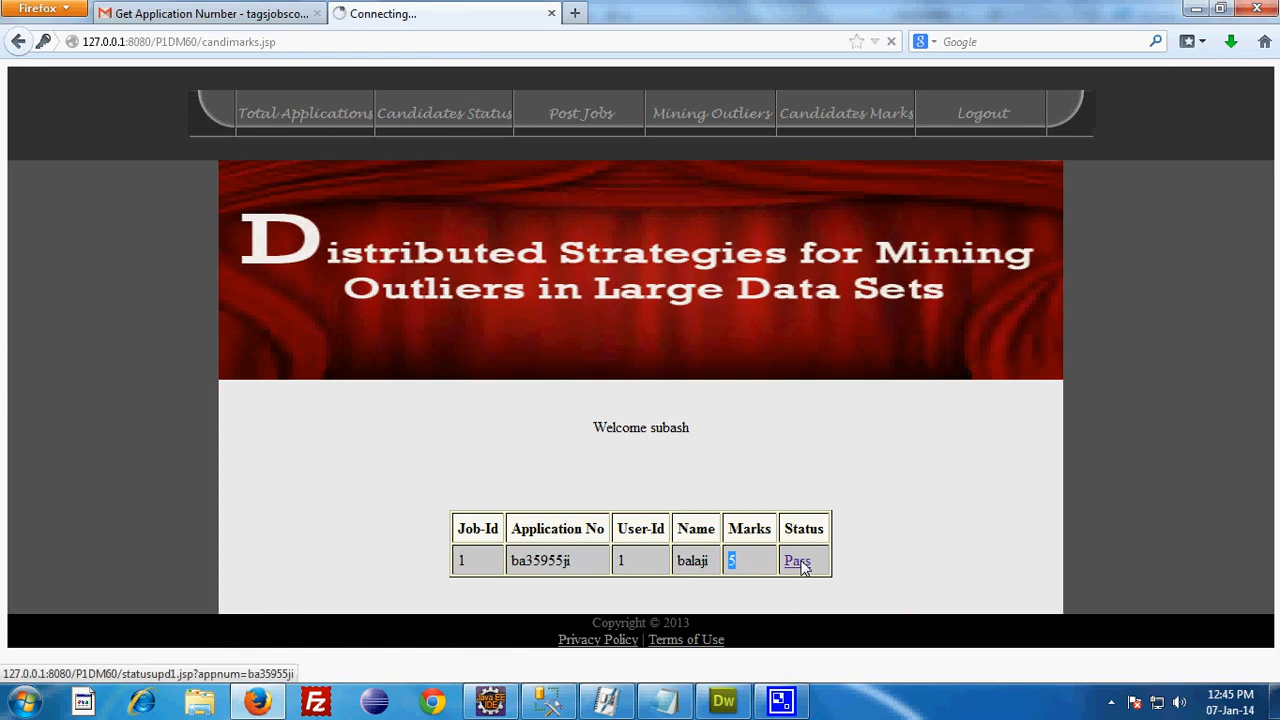 Firefox
Get Application Number - tagsjobsco...
Connecting...
127.0.0.1:8080/P1DM60/candimarks.jsp
Google
Total Applications
Candidates Status
Post Jobs
Mining Outliers
Candidates Marks
Logout
Distributed Strategies for Mining
Outliers in Large Data Sets
Welcome subash
Job-Id Application No User-Id Name Marks Status
1 ba35955ji 1 balaji 5 Pass
Copyright © 2013
Privacy Policy | Terms of Use
127.0.0.1:8080/P1DM60/statusupd1.jsp?appnum=ba35955ji
12:45 PM
07-Jan-14